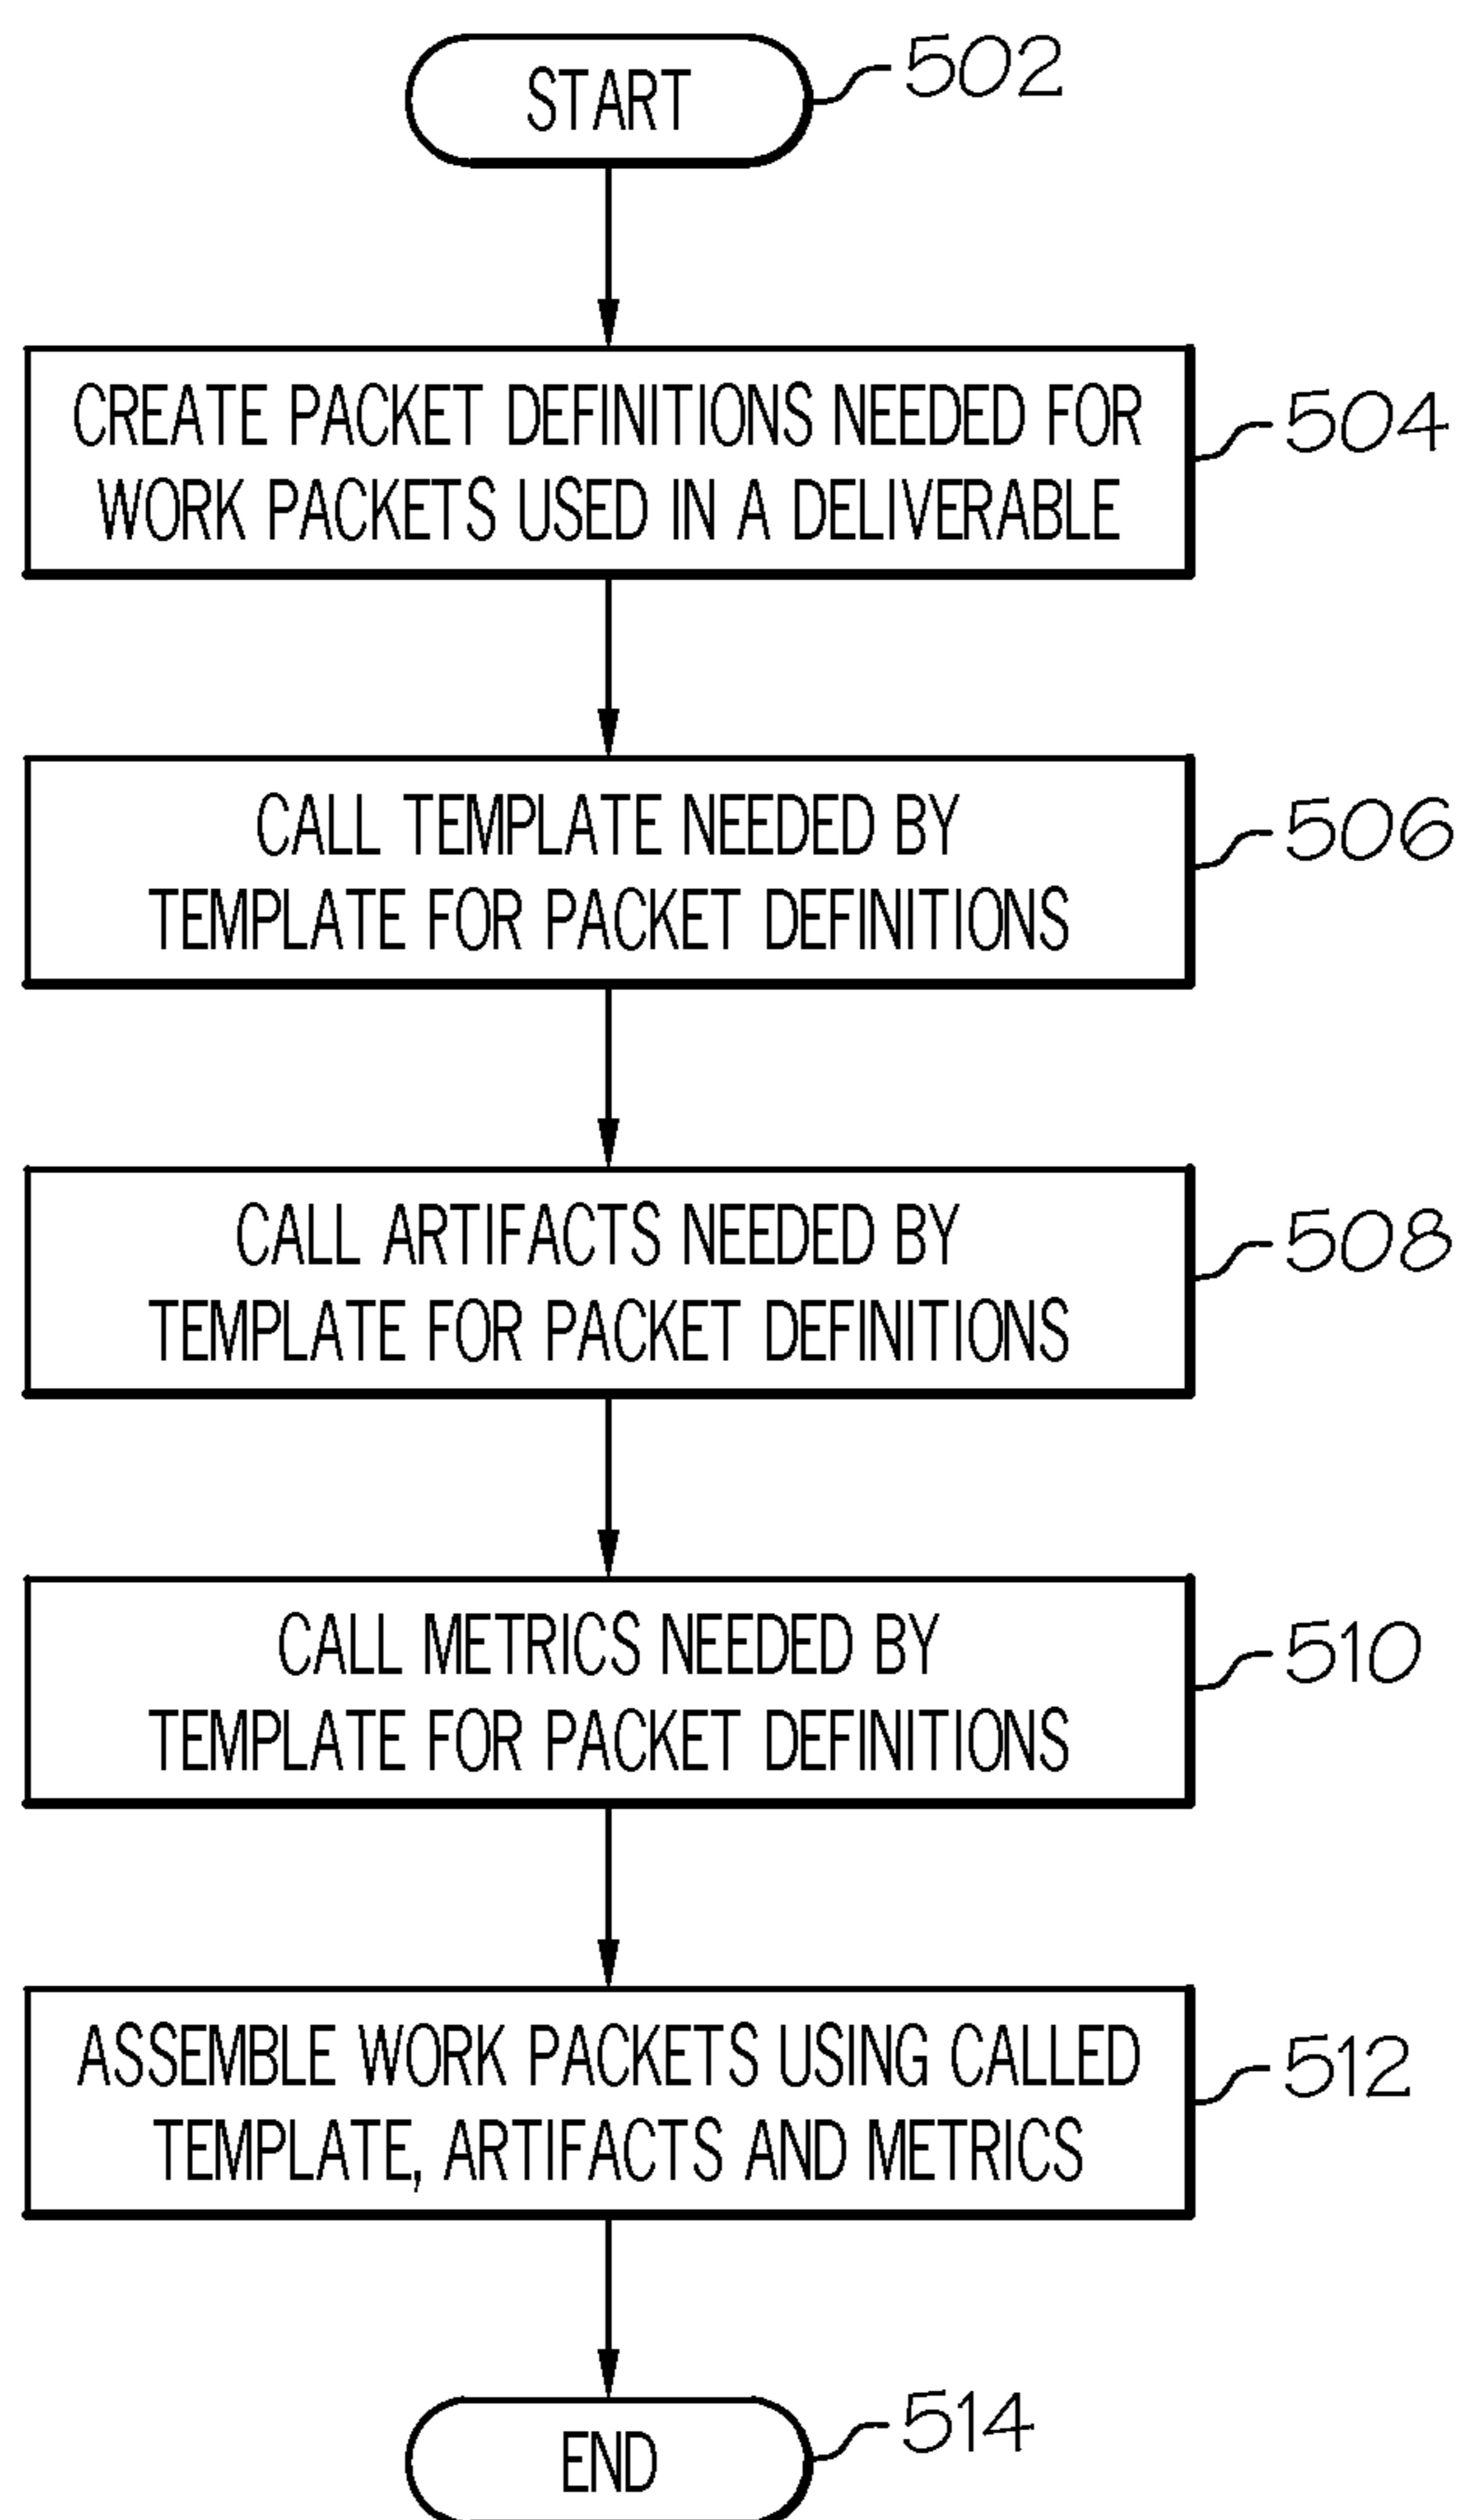 START
502
CREATE PACKET DEFINITIONS NEEDED FOR
WORK PACKETS USED IN A DELIVERABLE
504
CALL TEMPLATE NEEDED BY
TEMPLATE FOR PACKET DEFINITIONS
506
CALL ARTIFACTS NEEDED BY
TEMPLATE FOR PACKET DEFINITIONS
508
CALL METRICS NEEDED BY
TEMPLATE FOR PACKET DEFINITIONS
510
ASSEMBLE WORK PACKETS USING CALLED
TEMPLATE, ARTIFACTS AND METRICS
512
END
514